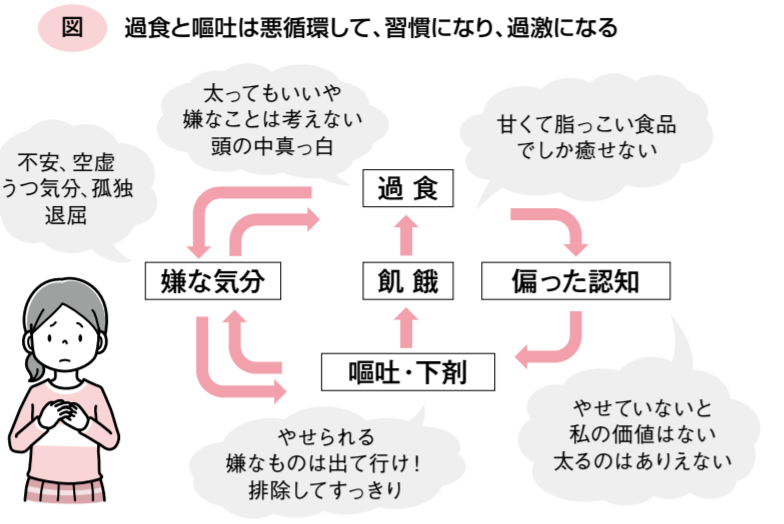 図 過食と嘔吐は悪循環して、習慣になり、過激になる
太ってもいいや
嫌なことは考えない
頭の中真っ白
甘くて脂っこい食品
でしか癒せない
不安、空虚
うつ気分、孤独
退屈
過食
嫌な気分
飢餓
偏った認知
嘔吐・下剤
やせられる
嫌なものは出て行け！
排除してすっきり
やせていないと
私の価値はない
太るのはありえない